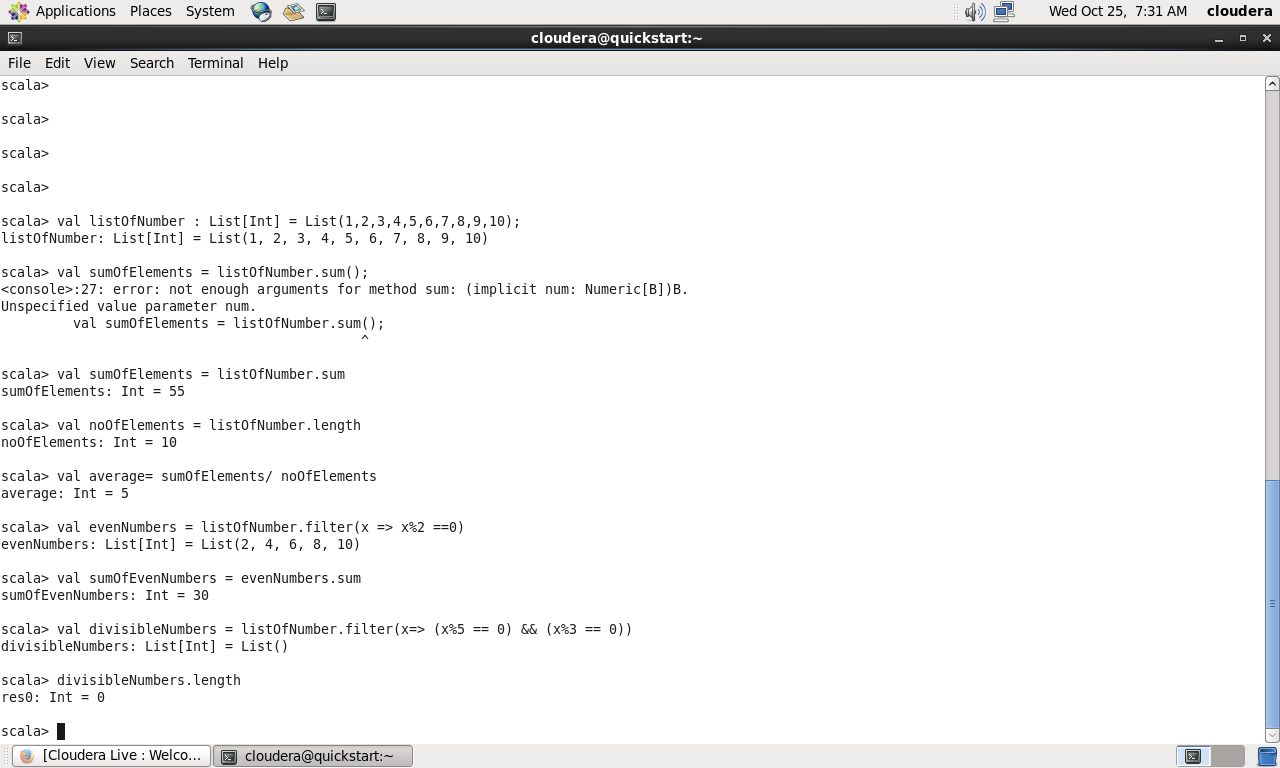 Applications Places System Wed Oct 25, 7:31 AM cloudera
cloudera@quickstart:~
File Edit View Search Terminal Help
scala>
scala>
scala>
scala>
scala> val listOfNumber : List[Int] = List(1,2,3,4,5,6,7,8,9,10);
listOfNumber: List[Int] = List(1, 2, 3, 4, 5, 6, 7, 8, 9, 10)
scala> val sumOfElements = listOfNumber.sum();
<console>:27: error: not enough arguments for method sum: (implicit num: Numeric[B])B.
Unspecified value parameter num.
val sumOfElements = listOfNumber.sum();
^
scala> val sumOfElements = listOfNumber.sum
sumOfElements: Int = 55
scala> val noOfElements = listOfNumber.length
noOfElements: Int = 10
scala> val average= sumOfElements/ noOfElements
average: Int = 5
scala> val evenNumbers = listOfNumber.filter(x => x%2 ==0)
evenNumbers: List[Int] = List(2, 4, 6, 8, 10)
scala> val sumOfEvenNumbers = evenNumbers.sum
sumOfEvenNumbers: Int = 30
scala> val divisibleNumbers = listOfNumber.filter(x=> (x%5 == 0) && (x%3 == 0))
divisibleNumbers: List[Int] = List()
scala> divisibleNumbers.length
res0: Int = 0
scala>
[Cloudera Live : Welco... cloudera@quickstart:~